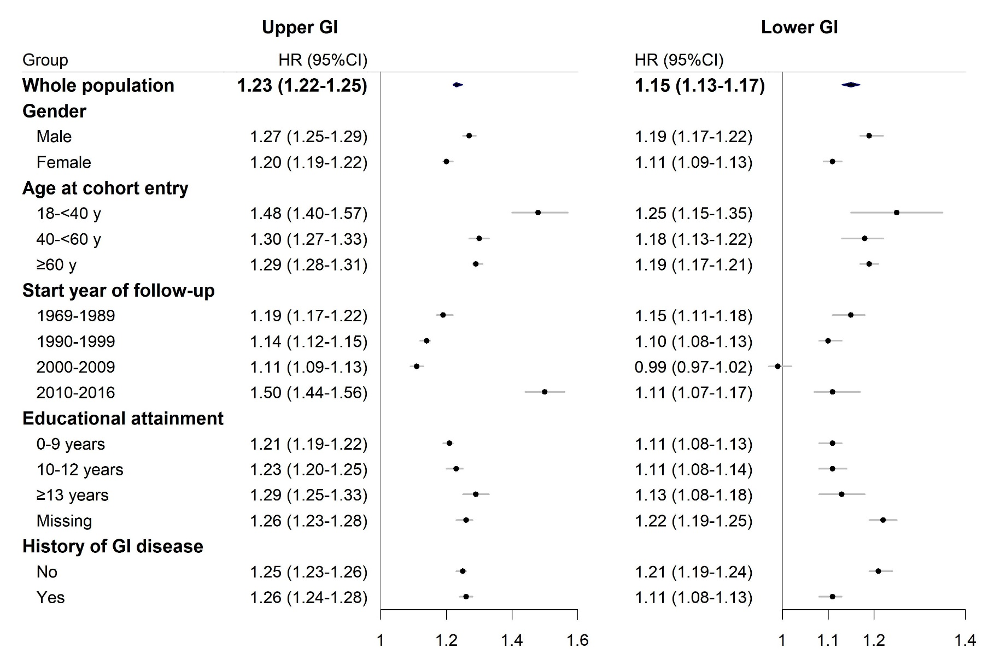 Upper GI Lower GI
Group HR (95%CI) HR (95%CI)
Whole population 1.23 (1.22-1.25) 1.15 (1.13-1.17)
Gender
Male 1.27 (1.25-1.29) 1.19 (1.17-1.22)
Female 1.20 (1.19-1.22) 1.11 (1.09-1.13)
Age at cohort entry
18-<40 y 1.48 (1.40-1.57) 1.25 (1.15-1.35)
40-<60 y 1.30 (1.27-1.33) 1.18 (1.13-1.22)
≥60 y 1.29 (1.28-1.31) 1.19 (1.17-1.21)
Start year of follow-up
1969-1989 1.19 (1.17-1.22) 1.15 (1.11-1.18)
1990-1999 1.14 (1.12-1.15) 1.10 (1.08-1.13)
2000-2009 1.11 (1.09-1.13) 0.99 (0.97-1.02)
2010-2016 1.50 (1.44-1.56) 1.11 (1.07-1.17)
Educational attainment
0-9 years 1.21 (1.19-1.22) 1.11 (1.08-1.13)
10-12 years 1.23 (1.20-1.25) 1.11 (1.08-1.14)
≥13 years 1.29 (1.25-1.33) 1.13 (1.08-1.18)
Missing 1.26 (1.23-1.28) 1.22 (1.19-1.25)
History of GI disease
No 1.25 (1.23-1.26) 1.21 (1.19-1.24)
Yes 1.26 (1.24-1.28) 1.11 (1.08-1.13)
1 1.2 1.4 1.6 1 1.1 1.2 1.4